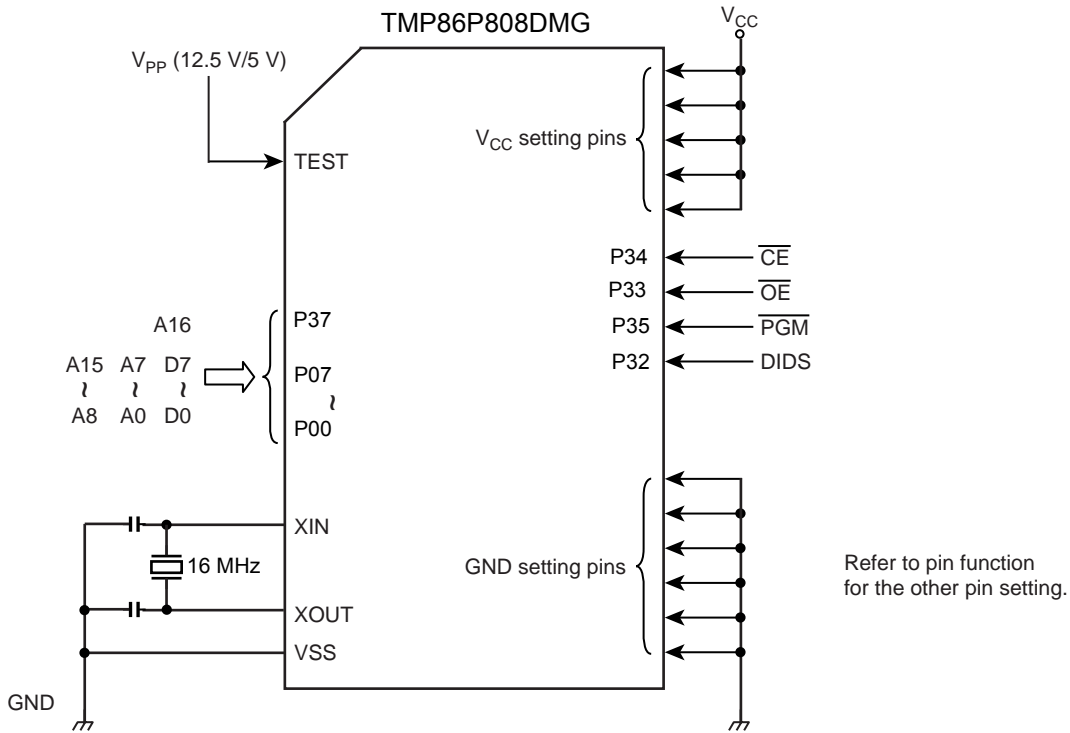 TMP86P808DMG
VCC
VPP (12.5 V/5 V)
VCC setting pins
TEST
P34 CE
P33 OE
P35 PGM
P32 DIDS
A16 P37
A15 A7 D7 P07
~ ~ ~ ~
A8 A0 D0 P00
XIN
16 MHz
XOUT
VSS
GND
GND setting pins
Refer to pin function
for the other pin setting.